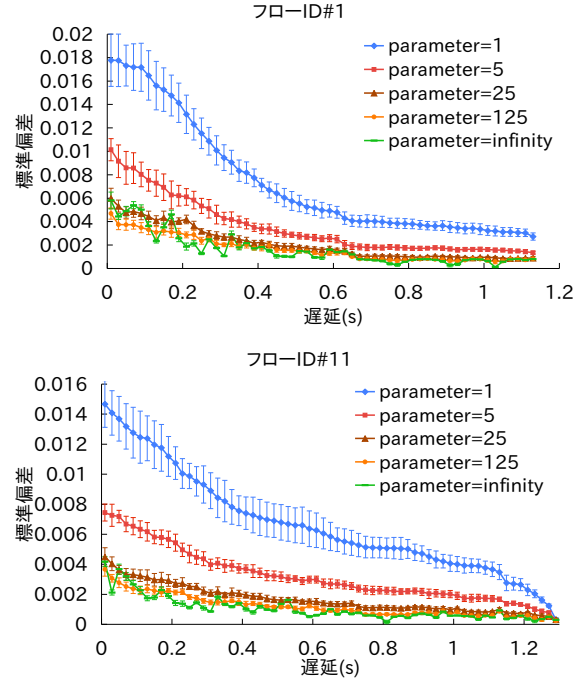 フローID#1
0.02
0.018
0.016
0.014
0.012
0.01
0.008
0.006
0.004
0.002
0
標準偏差
parameter=1
parameter=5
parameter=25
parameter=125
parameter=infinity
0
0.2
0.4
0.6
0.8
1
1.2
遅延(s)
フローID#11
0.016
0.014
0.012
0.01
0.008
0.006
0.004
0.002
0
標準偏差
parameter=1
parameter=5
parameter=25
parameter=125
parameter=infinity
0
0.2
0.4
0.6
0.8
1
1.2
遅延(s)